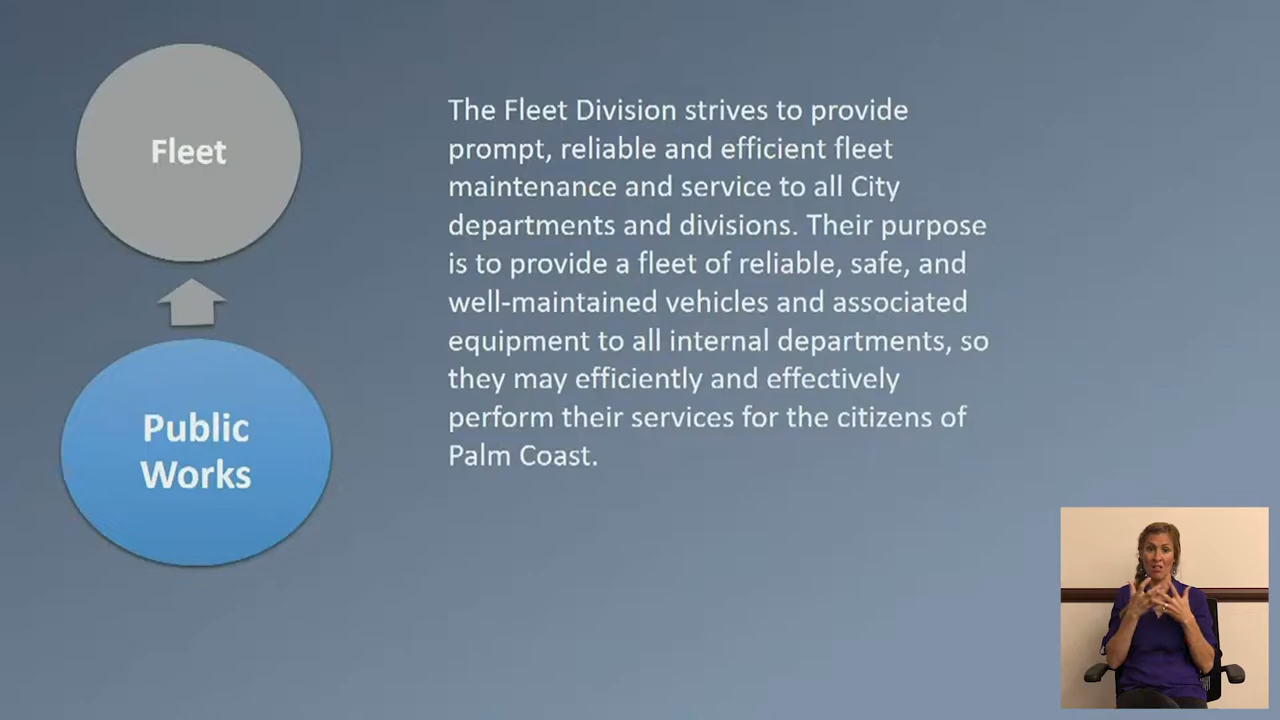 Fleet
Public
Works
The Fleet Division strives to provide
prompt, reliable and efficient fleet
maintenance and service to all City
departments and divisions. Their purpose
is to provide a fleet of reliable, safe, and
well-maintained vehicles and associated
equipment to all internal departments, so
they may efficiently and effectively
perform their services for the citizens of
Palm Coast.